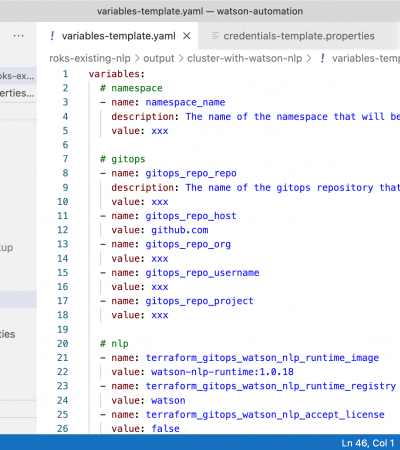 variables-template.yaml — watson-automation
...
! variables-template.yaml ×
credentials-template.properties
roks-existing-nlp > output > cluster-with-watson-nlp > ! variables-temp
oks-ex...
perties...
tup
ties
1 variables:
2 # namespace
3 - name: namespace_name
4 description: The name of the namespace that will be
5 value: xxx
6
7 # gitops
8 - name: gitops_repo_repo
9 description: The name of the gitops repository that
10 value: xxx
11 - name: gitops_repo_host
12 value: github.com
13 - name: gitops_repo_org
14 value: xxx
15 - name: gitops_repo_username
16 value: xxx
17 - name: gitops_repo_project
18 value: xxx
19
20 # nlp
21 - name: terraform_gitops_watson_nlp_runtime_image
22 value: watson-nlp-runtime:1.0.18
23 - name: terraform_gitops_watson_nlp_runtime_registry
24 value: watson
25 - name: terraform_gitops_watson_nlp_accept_license
26 value: false
Ln 46, Col 1